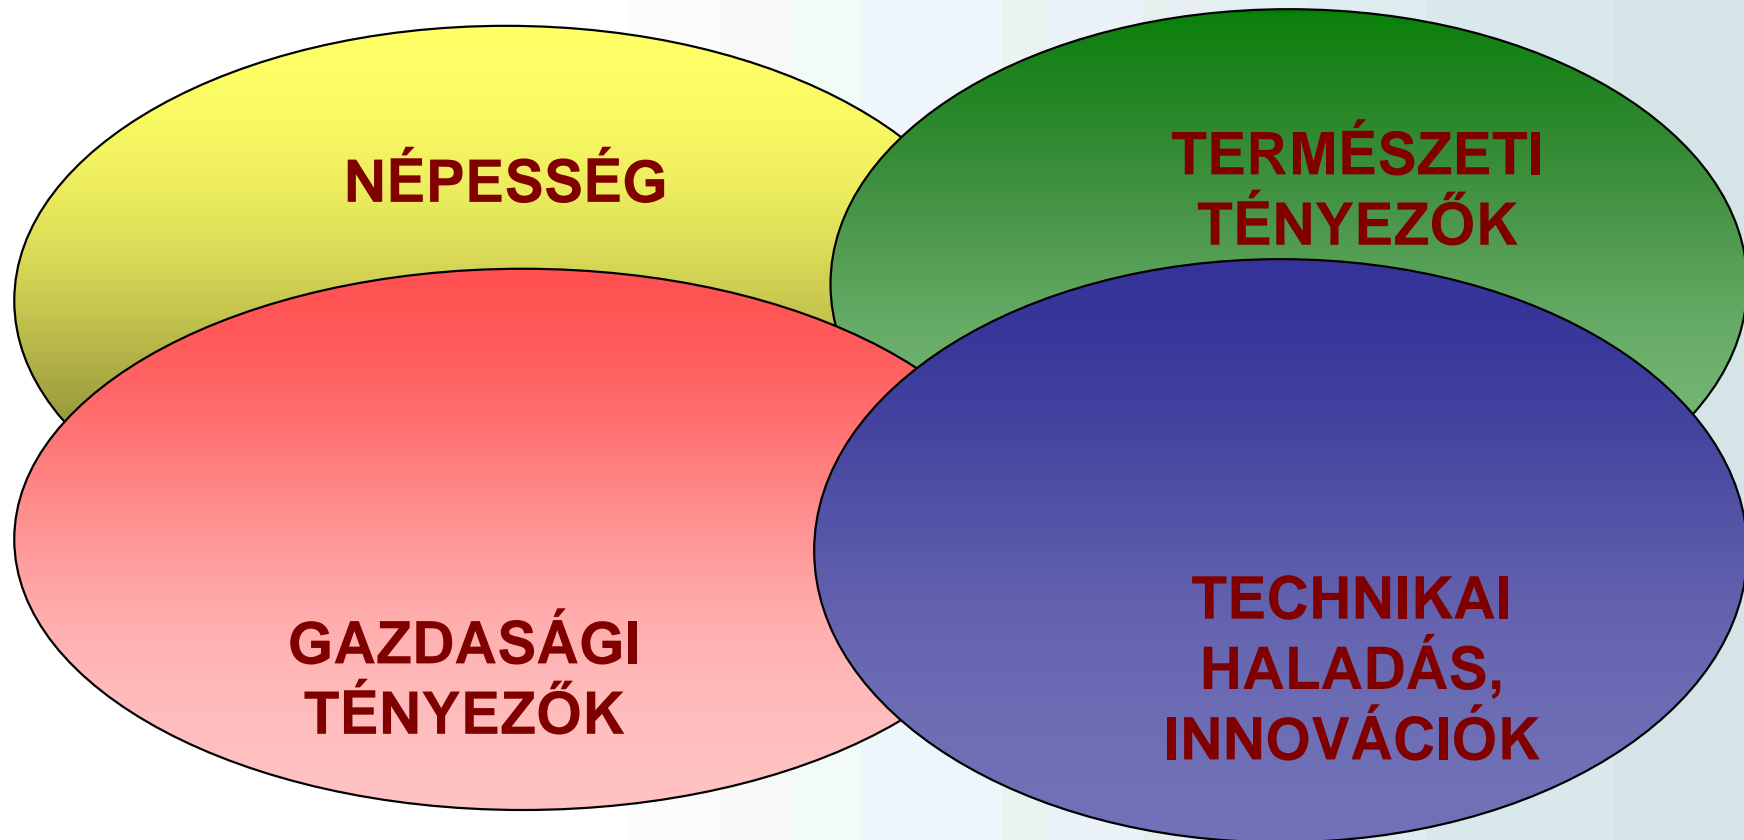 NÉPESSÉG
TERMÉSZETI
TÉNYEZŐK
GAZDASÁGI
TÉNYEZŐK
TECHNIKAI
HALADÁS,
INNOVÁCIÓK